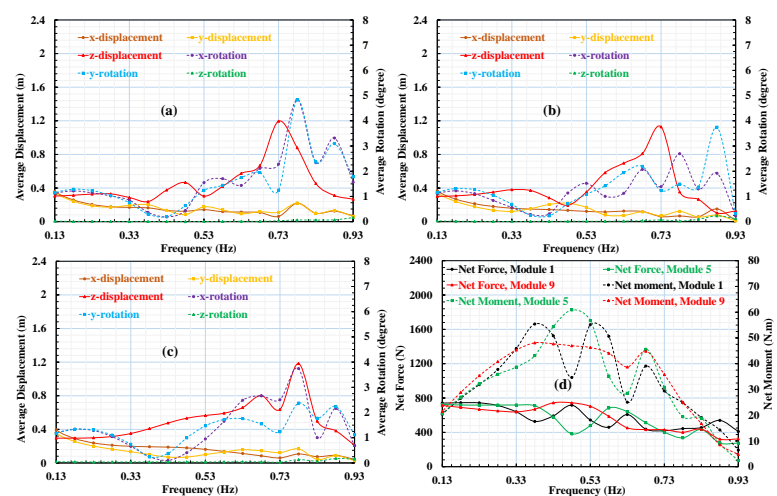 2.4 8 2.4 8
x-displacement y-displacement x-displacement y-displacement
2 z-displacement x-rotation 7 2 z-displacement x-rotation 7
y-rotation z-rotation 6 y-rotation z-rotation 6
1.6 1.6
5 5
1.2 (a) 4 1.2 (b) 4
0.8 3 0.8 3
2 2
0.4 1 0.4 1
0 0 0 0
Average Displacement (m) Average Rotation (degree) Average Displacement (m) Average Rotation (degree)
0.13 0.33 0.53 0.73 0.93 0.13 0.33 0.53 0.73 0.93
Frequency (Hz) Frequency (Hz)
2.4 8 2400 80
x-displacement y-displacement Net Force, Module 1 Net Force, Module 5
2 z-displacement x-rotation 7 2000 Net Force, Module 9 Net moment, Module 1 70
y-rotation z-rotation 6 Net Moment, Module 5 Net Moment, Module 9 60
1.6 1600
5 50
1.2 (c) 4 1200 (d) 40
0.8 3 800 30
2 20
0.4 1 400 10
0 0 0 0
Average Displacement (m) Average Rotation (degree) Net Force (N) Net Moment (N.m)
0.13 0.33 0.53 0.73 0.93 0.13 0.33 0.53 0.73 0.93
Frequency (Hz) Frequency (Hz)